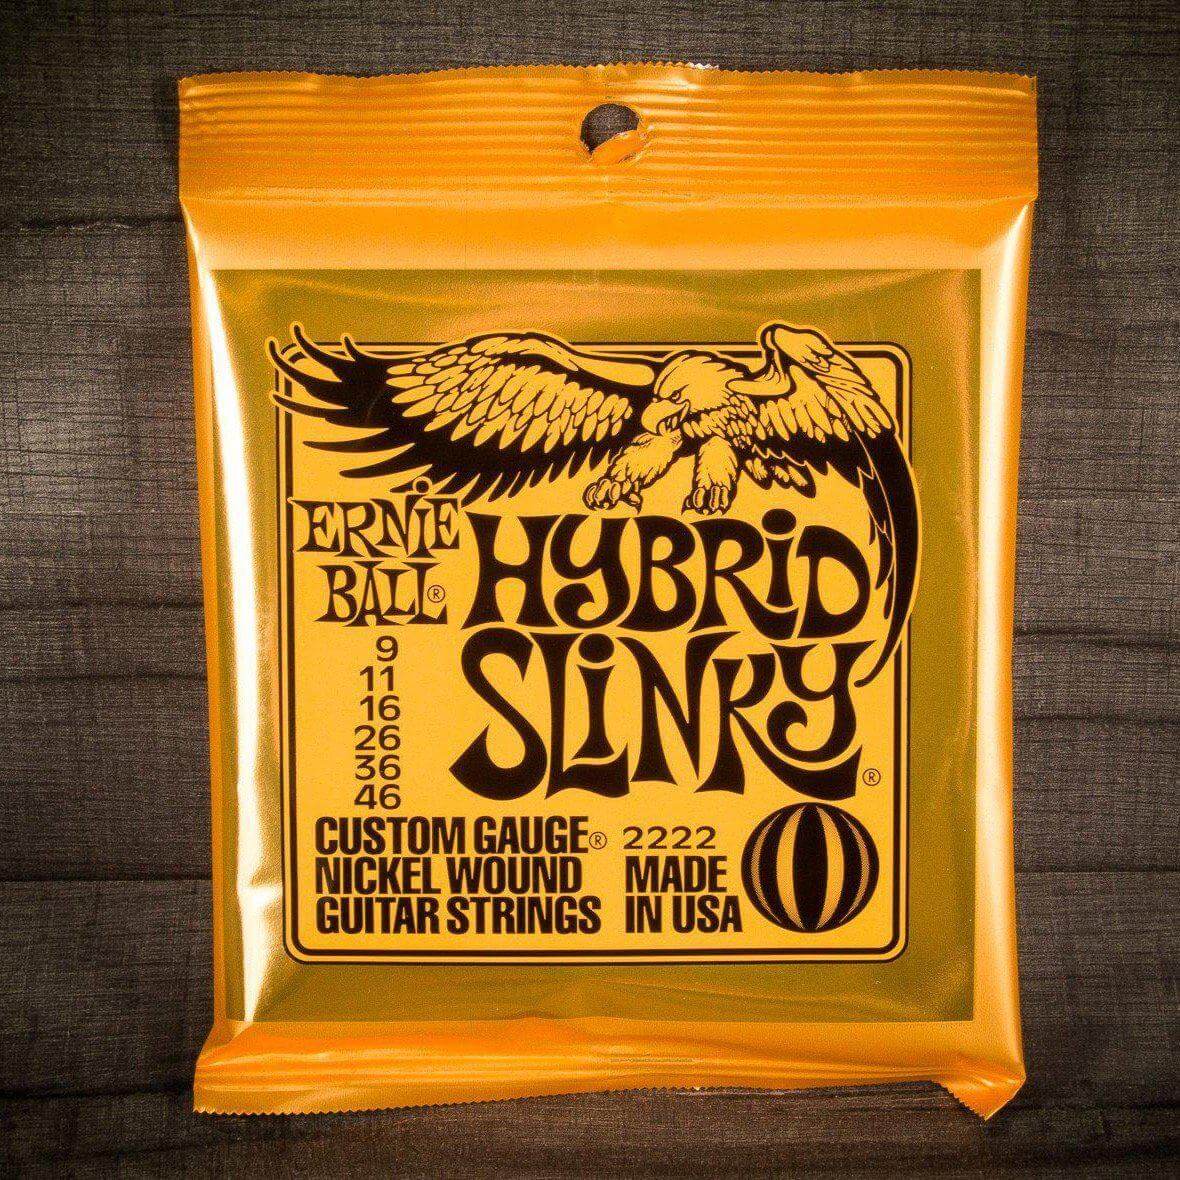 ERNiE
BALL®
HYBRiD
SLiNKY®
9
11
16
26
36
46
CUSTOM GAUGE®
NICKEL WOUND
GUITAR STRINGS
2222
MADE
IN USA